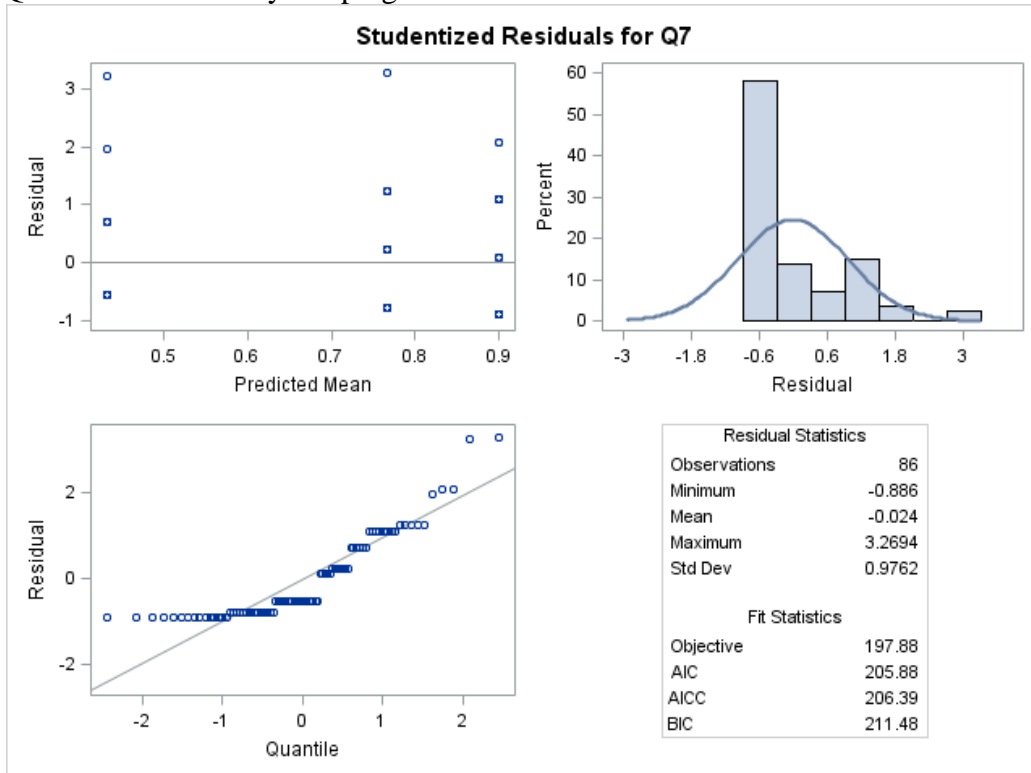 Studentized Residuals for Q7
3
2
1
0
-1
Residual
0.5 0.6 0.7 0.8 0.9
Predicted Mean
60
50
40
30
20
10
0
Percent
-3 -1.8 -0.6 0.6 1.8 3
Residual
2
0
-2
Residual
-2 -1 0 1 2
Quantile
Residual Statistics
Observations 86
Minimum -0.886
Mean -0.024
Maximum 3.2694
Std Dev 0.9762
Fit Statistics
Objective 197.88
AIC 205.88
AICC 206.39
BIC 211.48